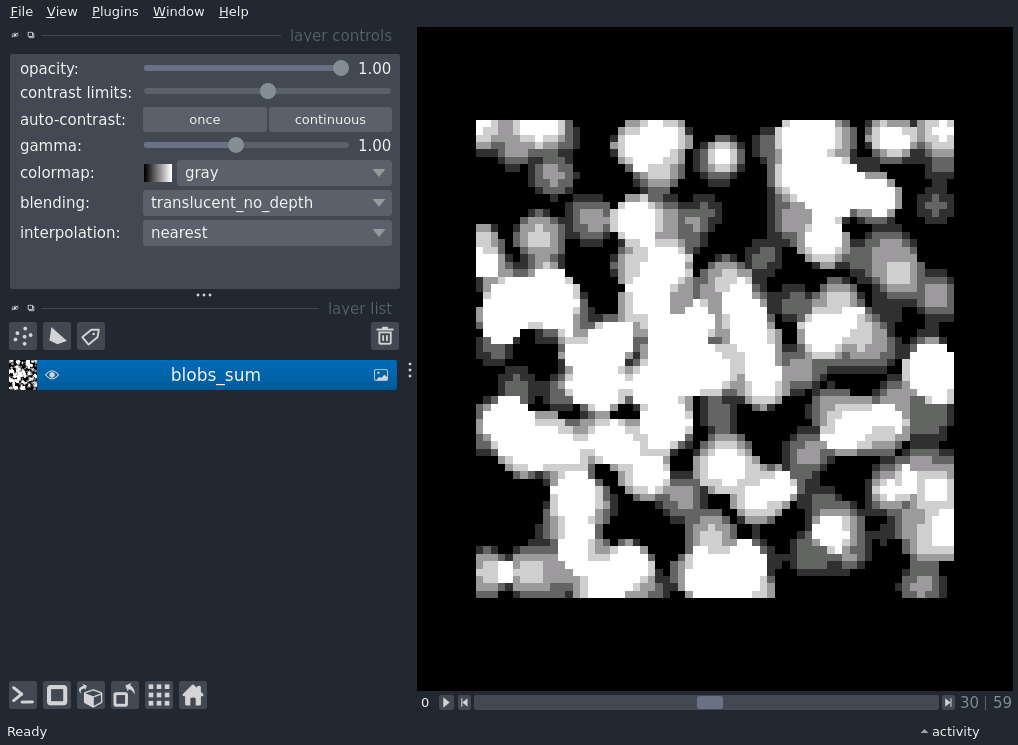 File View Plugins Window Help
layer controls
opacity: 1.00
contrast limits:
auto-contrast: once continuous
gamma: 1.00
colormap: gray
blending: translucent_no_depth
interpolation: nearest
layer list
blobs_sum
0 30 | 59
Ready activity